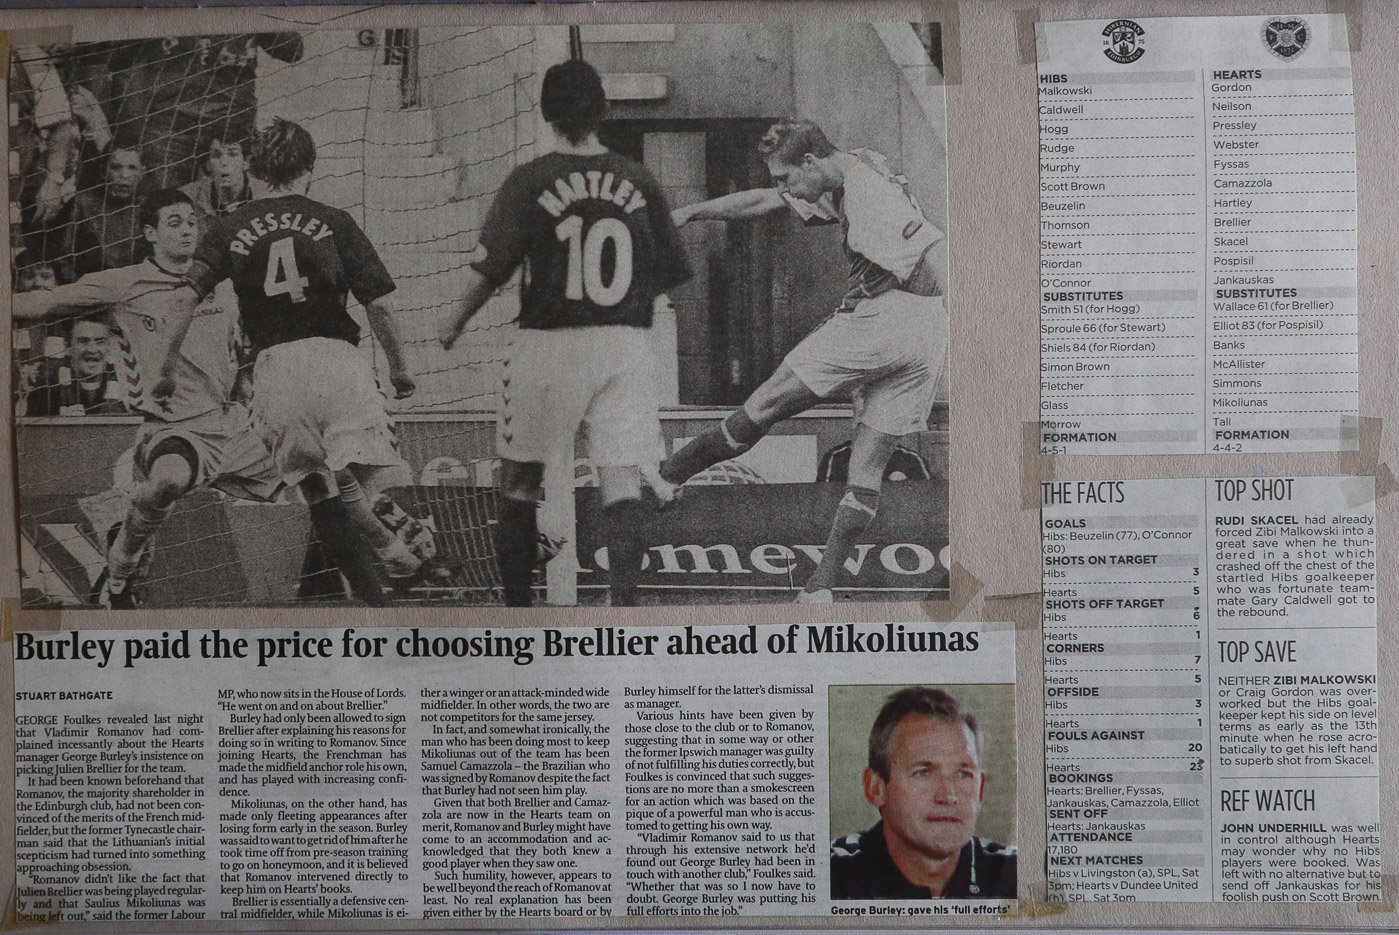 G
PRESSLEY
4
HARTLEY
10
omewoo
Burley paid the price for choosing Brellier ahead of Mikoliunas
STUART BATHGATE
GEORGE Foulkes revealed last night
that Vladimir Romanov had com-
plained incessantly about the Hearts
manager George Burley's insistence on
picking Julien Brellier for the team.
It had been known beforehand that
Romanov, the majority shareholder in
the Edinburgh club, had not been con-
vinced of the merits of the French mid-
fielder, but the former Tynecastle chair-
man said that the Lithuanian's initial
scepticism had turned into something
approaching obsession.
"Romanov didn't like the fact that
Julien Brellier was being played regular-
ly and that Saulius Mikoliunas was
being left out," said the former Labour
MP, who now sits in the House of Lords.
"He went on and on about Brellier."
Burley had only been allowed to sign
Brellier after explaining his reasons for
doing so in writing to Romanov. Since
joining Hearts, the Frenchman has
made the midfield anchor role his own,
and has played with increasing confi-
dence.
Mikoliunas, on the other hand, has
made only fleeting appearances after
losing form early in the season. Burley
was said to want to get rid of him after he
took time off from pre-season training
to go on honeymoon, and it is believed
that Romanov intervened directly to
keep him on Hearts' books.
Brellier is essentially a defensive cen-
tral midfielder, while Mikoliunas is ei-
ther a winger or an attack-minded wide
midfielder. In other words, the two are
not competitors for the same jersey.
In fact, and somewhat ironically, the
man who has been doing most to keep
Mikoliunas out of the team has been
Samuel Camazzola – the Brazilian who
was signed by Romanov despite the fact
that Burley had not seen him play.
Given that both Brellier and Camaz-
zola are now in the Hearts team on
merit, Romanov and Burley might have
come to an accommodation and ac-
knowledged that they both knew a
good player when they saw one.
Such humility, however, appears to
be well beyond the reach of Romanov at
least. No real explanation has been
given either by the Hearts board or by
Burley himself for the latter's dismissal
as manager.
Various hints have been given by
those close to the club or to Romanov,
suggesting that in some way or other
the former Ipswich manager was guilty
of not fulfilling his duties correctly, but
Foulkes is convinced that such sugges-
tions are no more than a smokescreen
for an action which was based on the
pique of a powerful man who is accus-
tomed to getting his own way.
"Vladimir Romanov said to us that
through his extensive network he'd
found out George Burley had been in
touch with another club," Foulkes said.
"Whether that was so I now have to
doubt. George Burley was putting his
full efforts into the job."
George Burley: gave his 'full efforts'
HIBERNIAN
1875
EDINBURGH
HIBS
Malkowski
Caldwell
Hogg
Rudge
Murphy
Scott Brown
Beuzelin
Thomson
Stewart
Riordan
O'Connor
SUBSTITUTES
Smith 51 (for Hogg)
Sproule 66 (for Stewart)
Shiels 84 (for Riordan)
Simon Brown
Fletcher
Glass
Morrow
FORMATION
4-5-1
HEARTS
Gordon
Neilson
Pressley
Webster
Fyssas
Camazzola
Hartley
Brellier
Skacel
Pospisil
Jankauskas
SUBSTITUTES
Wallace 61 (for Brellier)
Elliot 83 (for Pospisil)
Banks
McAllister
Simmons
Mikoliunas
Tall
FORMATION
4-4-2
THE FACTS
GOALS
Hibs: Beuzelin (77), O'Connor
(80)
SHOTS ON TARGET
Hibs 3
Hearts 5
SHOTS OFF TARGET
Hibs 6
Hearts 1
CORNERS
Hibs 7
Hearts 5
OFFSIDE
Hibs 3
Hearts 1
FOULS AGAINST
Hibs 20
Hearts 23
BOOKINGS
Hearts: Brellier, Fyssas,
Jankauskas, Camazzola, Elliot
SENT OFF
Hearts: Jankauskas
ATTENDANCE
17,180
NEXT MATCHES
Hibs v Livingston (a), SPL, Sat
3pm; Hearts v Dundee United
(h), SPL, Sat 3pm
TOP SHOT
RUDI SKACEL had already
forced Zibi Malkowski into a
great save when he thun-
dered in a shot which
crashed off the chest of the
startled Hibs goalkeeper
who was fortunate team-
mate Gary Caldwell got to
the rebound.
TOP SAVE
NEITHER ZIBI MALKOWSKI
or Craig Gordon was over-
worked but the Hibs goal-
keeper kept his side on level
terms as early as the 13th
minute when he rose acro-
batically to get his left hand
to superb shot from Skacel.
REF WATCH
JOHN UNDERHILL was well
in control although Hearts
may wonder why no Hibs
players were booked. Was
left with no alternative but to
send off Jankauskas for his
foolish push on Scott Brown.